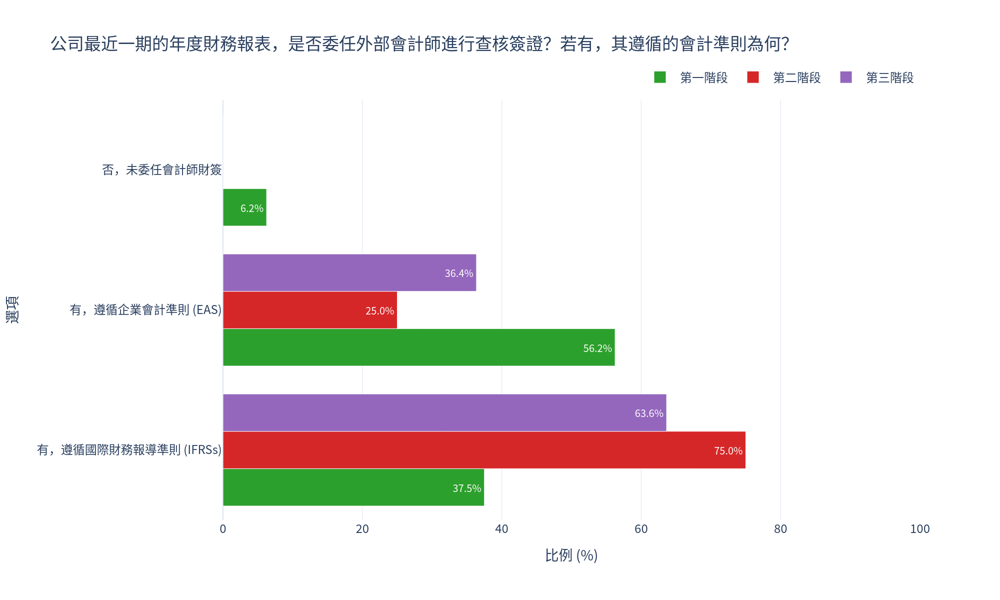 公司最近一期的年度財務報表，是否委任外部會計師進行查核簽證？若有，其遵循的會計準則為何？
第一階段 第二階段 第三階段
否，未委任會計師財簽
6.2%
36.4%
有，遵循企業會計準則 (EAS)
25.0%
56.2%
選項
63.6%
有，遵循國際財務報導準則 (IFRSs)
75.0%
37.5%
0 20 40 60 80 100
比例 (%)